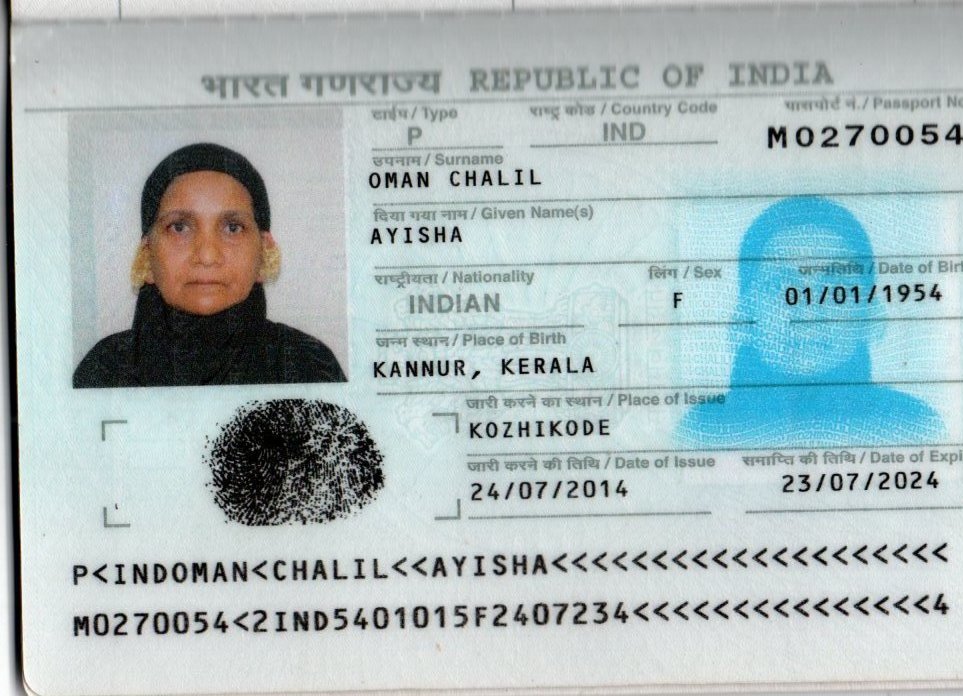 भारत गणराज्य REPUBLIC OF INDIA
टाईप / Type राष्ट्र कोड / Country Code पासपोर्ट नं. / Passport No
P IND M0270054
उपनाम / Surname
OMAN CHALIL
दिया गया नाम / Given Name(s)
AYISHA
राष्ट्रीयता / Nationality लिंग / Sex जन्मतिथि / Date of Birt
INDIAN F 01/01/1954
जन्म स्थान / Place of Birth
KANNUR, KERALA
जारी करने का स्थान / Place of Issue
KOZHIKODE
जारी करने की तिथि / Date of Issue समाप्ति की तिथि / Date of Expi
24/07/2014 23/07/2024
P<INDOMAN<CHALIL<<AYISHA<<<<<<<<<<<<<<<<<<<<
M0270054<2IND5401015F2407234<<<<<<<<<<<<<<<4